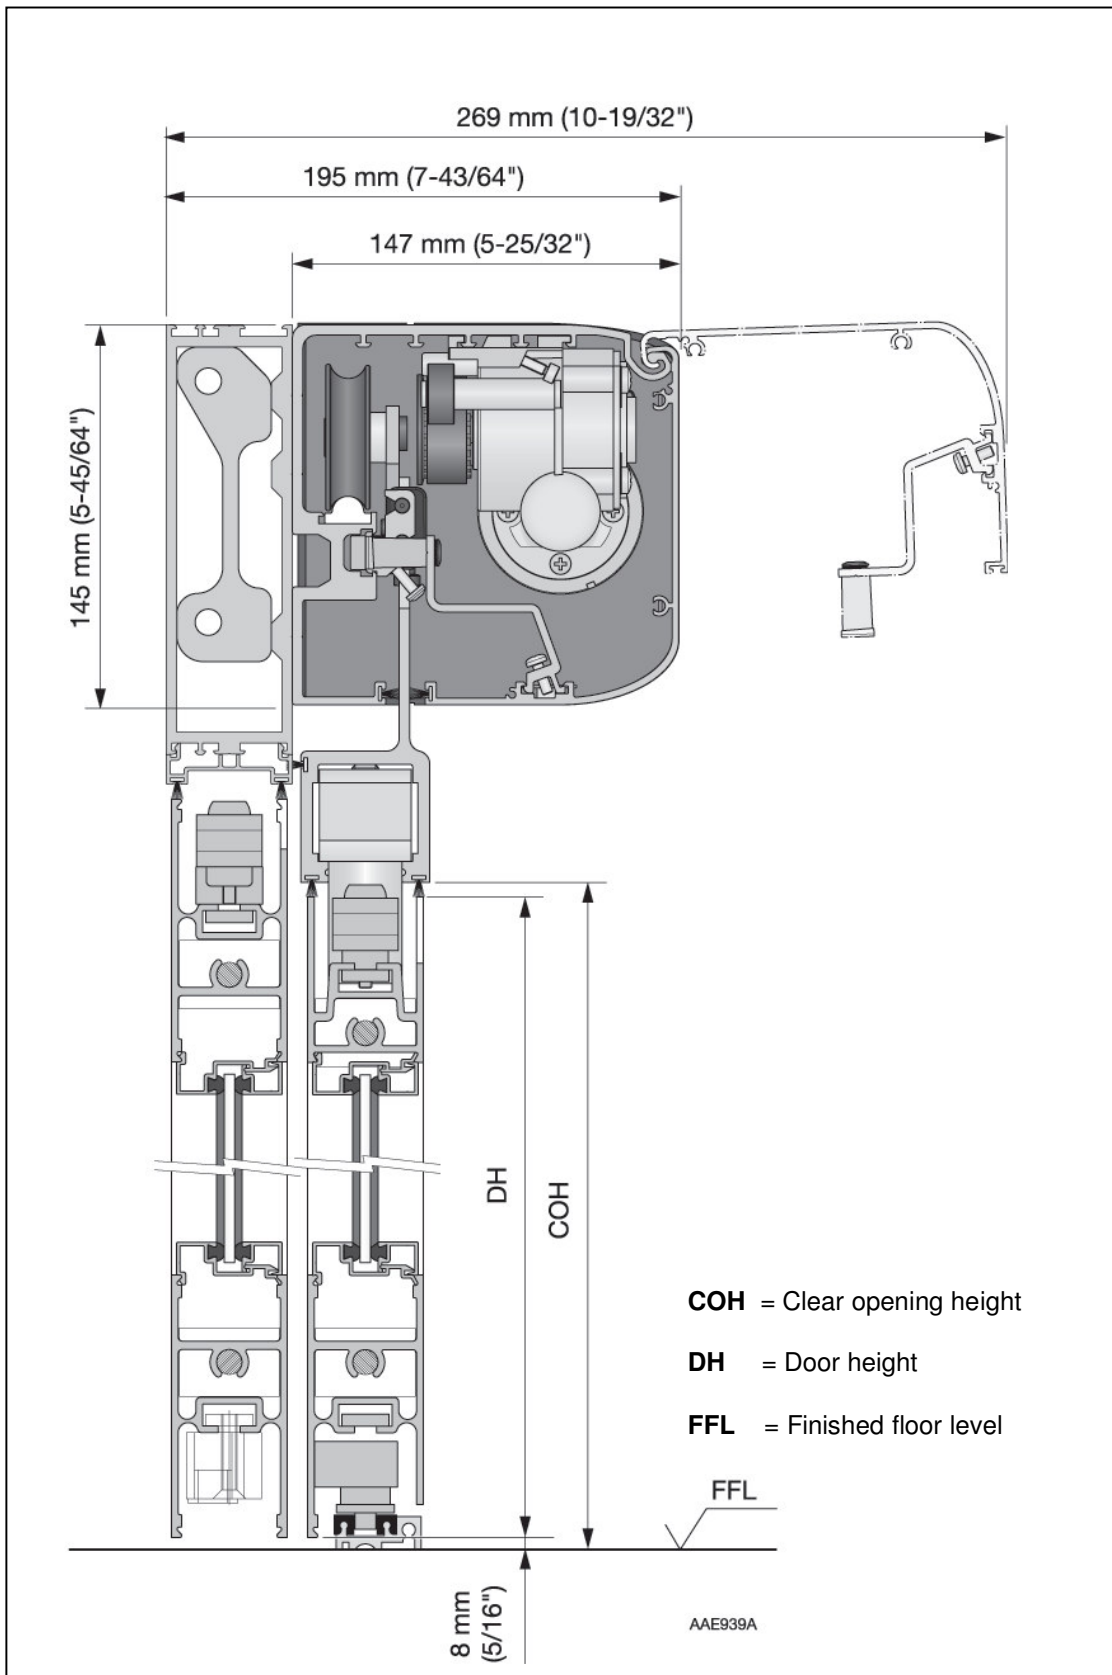 269 mm (10-19/32")
195 mm (7-43/64")
147 mm (5-25/32")
145 mm (5-45/64")
DH
COH
COH = Clear opening height
DH = Door height
FFL = Finished floor level
FFL
8 mm
(5/16")
AAE939A